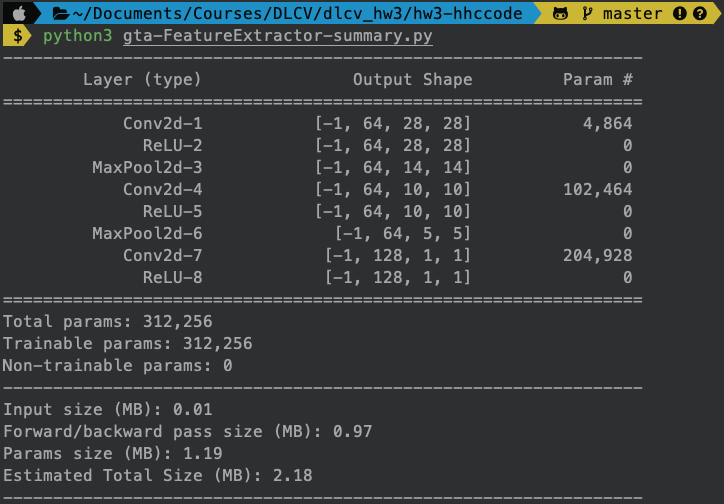 ~/Documents/Courses/DLCV/dlcv_hw3/hw3-hhccode master
$ python3 gta-FeatureExtractor-summary.py
----------------------------------------------------------------
Layer (type) Output Shape Param #
================================================================
Conv2d-1 [-1, 64, 28, 28] 4,864
ReLU-2 [-1, 64, 28, 28] 0
MaxPool2d-3 [-1, 64, 14, 14] 0
Conv2d-4 [-1, 64, 10, 10] 102,464
ReLU-5 [-1, 64, 10, 10] 0
MaxPool2d-6 [-1, 64, 5, 5] 0
Conv2d-7 [-1, 128, 1, 1] 204,928
ReLU-8 [-1, 128, 1, 1] 0
================================================================
Total params: 312,256
Trainable params: 312,256
Non-trainable params: 0
----------------------------------------------------------------
Input size (MB): 0.01
Forward/backward pass size (MB): 0.97
Params size (MB): 1.19
Estimated Total Size (MB): 2.18
----------------------------------------------------------------